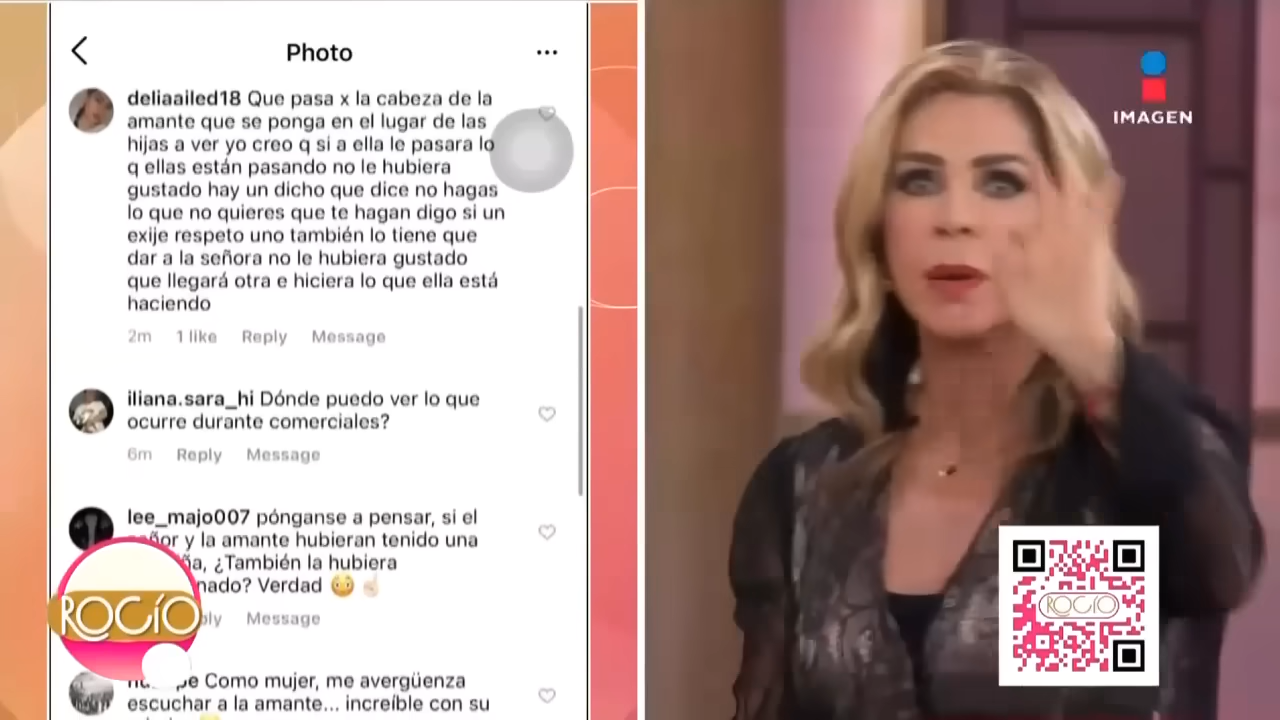 Photo
deliaailed18 Que pasa x la cabeza de la
amante que se ponga en el lugar de las
hijas a ver yo creo q si a ella le pasara lo
q ellas están pasando no le hubiera
gustado hay un dicho que dice no hagas
lo que no quieres que te hagan digo si un
exije respeto uno también lo tiene que
dar a la señora no le hubiera gustado
que llegará otra e hiciera lo que ella está
haciendo
2m 1 like Reply Message
iliana.sara_hi Dónde puedo ver lo que
ocurre durante comerciales?
6m Reply Message
lee_majo007 pónganse a pensar, si el
señor y la amante hubieran tenido una
¿También la hubiera
Verdad 😳☝🏻
Message
Como mujer, me avergüenza
escuchar a la amante... increíble con su
ROCÍO
IMAGEN
ROCÍO